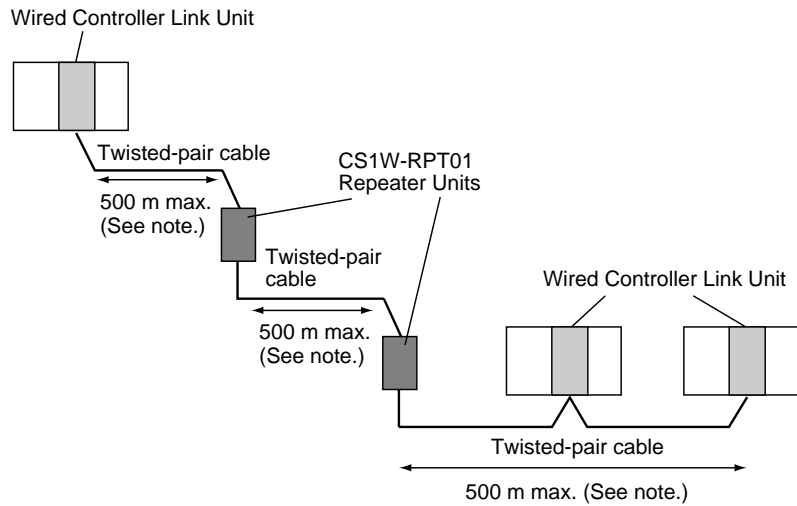 Wired Controller Link Unit
Twisted-pair cable
500 m max.
(See note.)
CS1W-RPT01
Repeater Units
Twisted-pair
cable
500 m max.
(See note.)
Wired Controller Link Unit
Twisted-pair cable
500 m max. (See note.)